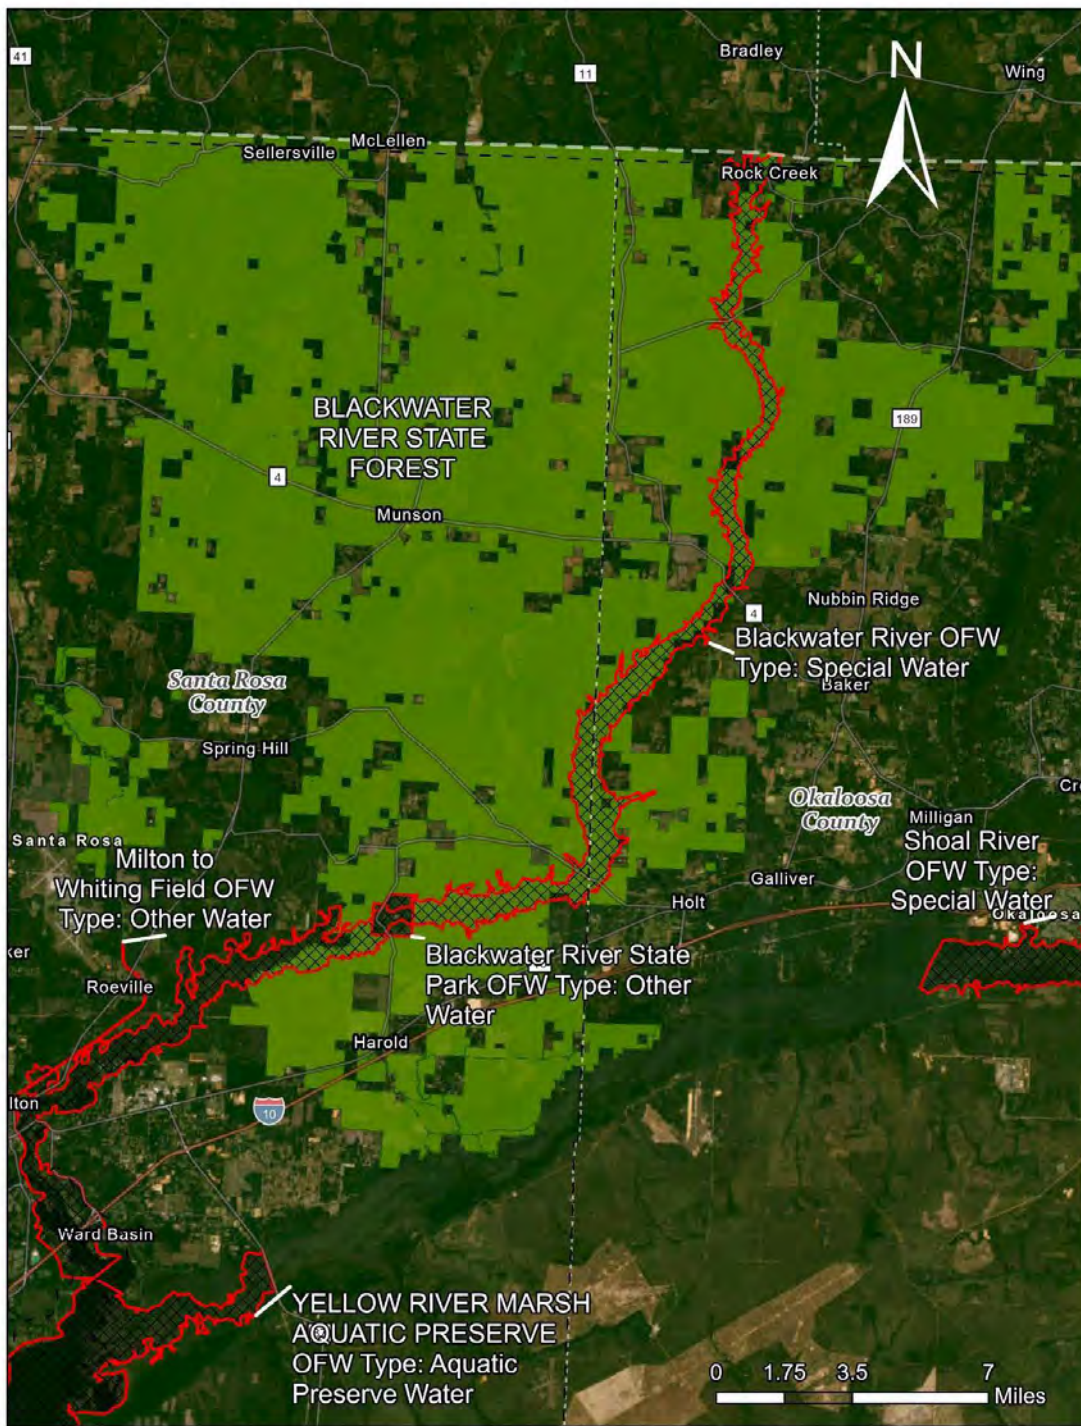 41
11
Bradley
N
Wing
McLellen
Sellersville
Rock Creek
BLACKWATER
RIVER STATE
FOREST
189
4
Munson
Nubbin Ridge
4
Blackwater River OFW
Type: Special Water
Baker
Santa Rosa
County
Spring Hill
Okaloosa
County
Milligan
Santa Rosa
Milton to
Whiting Field OFW
Type: Other Water
Shoal River
OFW Type:
Special Water
Galliver
Holt
Okaloosa
Blackwater River State
Park OFW Type: Other
Water
Roeville
Harold
lton
10
Ward Basin
YELLOW RIVER MARSH
AQUATIC PRESERVE
OFW Type: Aquatic
Preserve Water
0 1.75 3.5 7
Miles